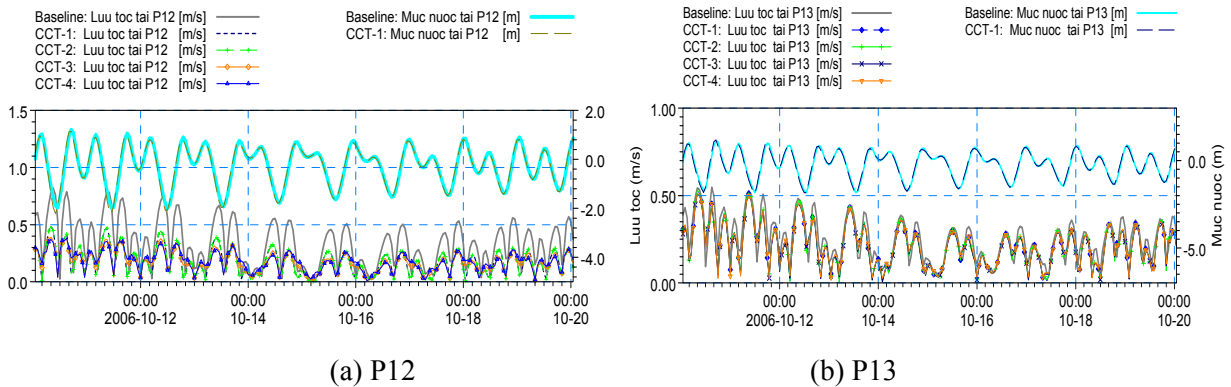 Baseline: Luu toc tai P12 [m/s]
CCT-1: Luu toc tai P12 [m/s]
CCT-2: Luu toc tai P12 [m/s]
CCT-3: Luu toc tai P12 [m/s]
CCT-4: Luu toc tai P12 [m/s]
Baseline: Muc nuoc tai P12 [m]
CCT-1: Muc nuoc tai P12 [m]
1.5
1.0
0.5
0.0
2.0
0.0
-2.0
-4.0
00:00 00:00 00:00 00:00 00:00
2006-10-12 10-14 10-16 10-18 10-20
(a) P12
Baseline: Luu toc tai P13 [m/s]
CCT-1: Luu toc tai P13 [m/s]
CCT-2: Luu toc tai P13 [m/s]
CCT-3: Luu toc tai P13 [m/s]
CCT-4: Luu toc tai P13 [m/s]
Baseline: Muc nuoc tai P13 [m]
CCT-1: Muc nuoc tai P13 [m]
Luu toc (m/s)
1.00
0.50
0.00
0.0
-5.0
Muc nuoc (m)
00:00 00:00 00:00 00:00 00:00
2006-10-12 10-14 10-16 10-18 10-20
(b) P13